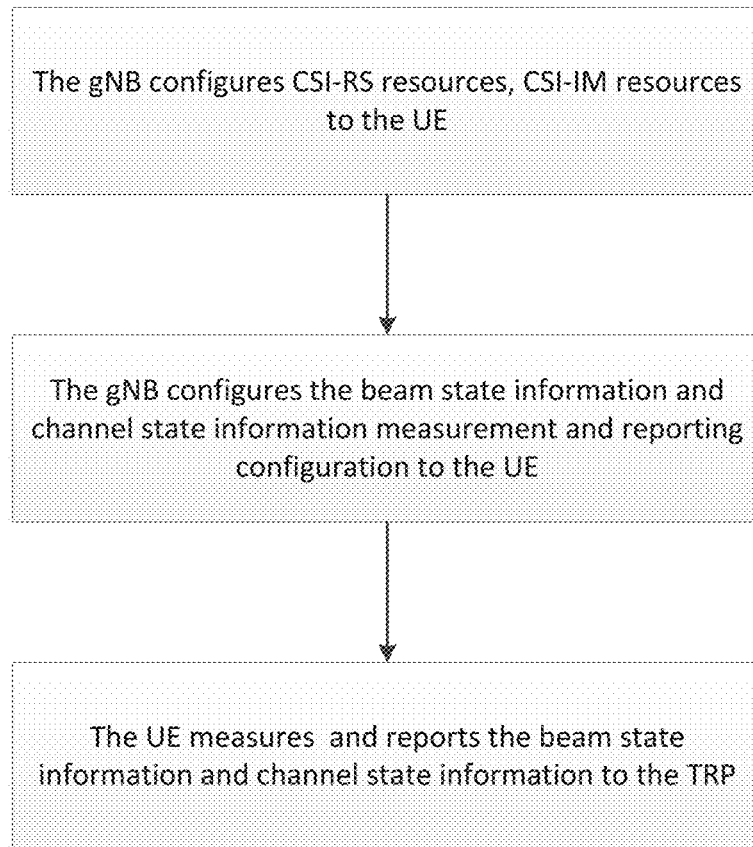 The gNB configures CSI-RS resources, CSI-IM resources
to the UE
The gNB configures the beam state information and
channel state information measurement and reporting
configuration to the UE
The UE measures and reports the beam state
information and channel state information to the TRP